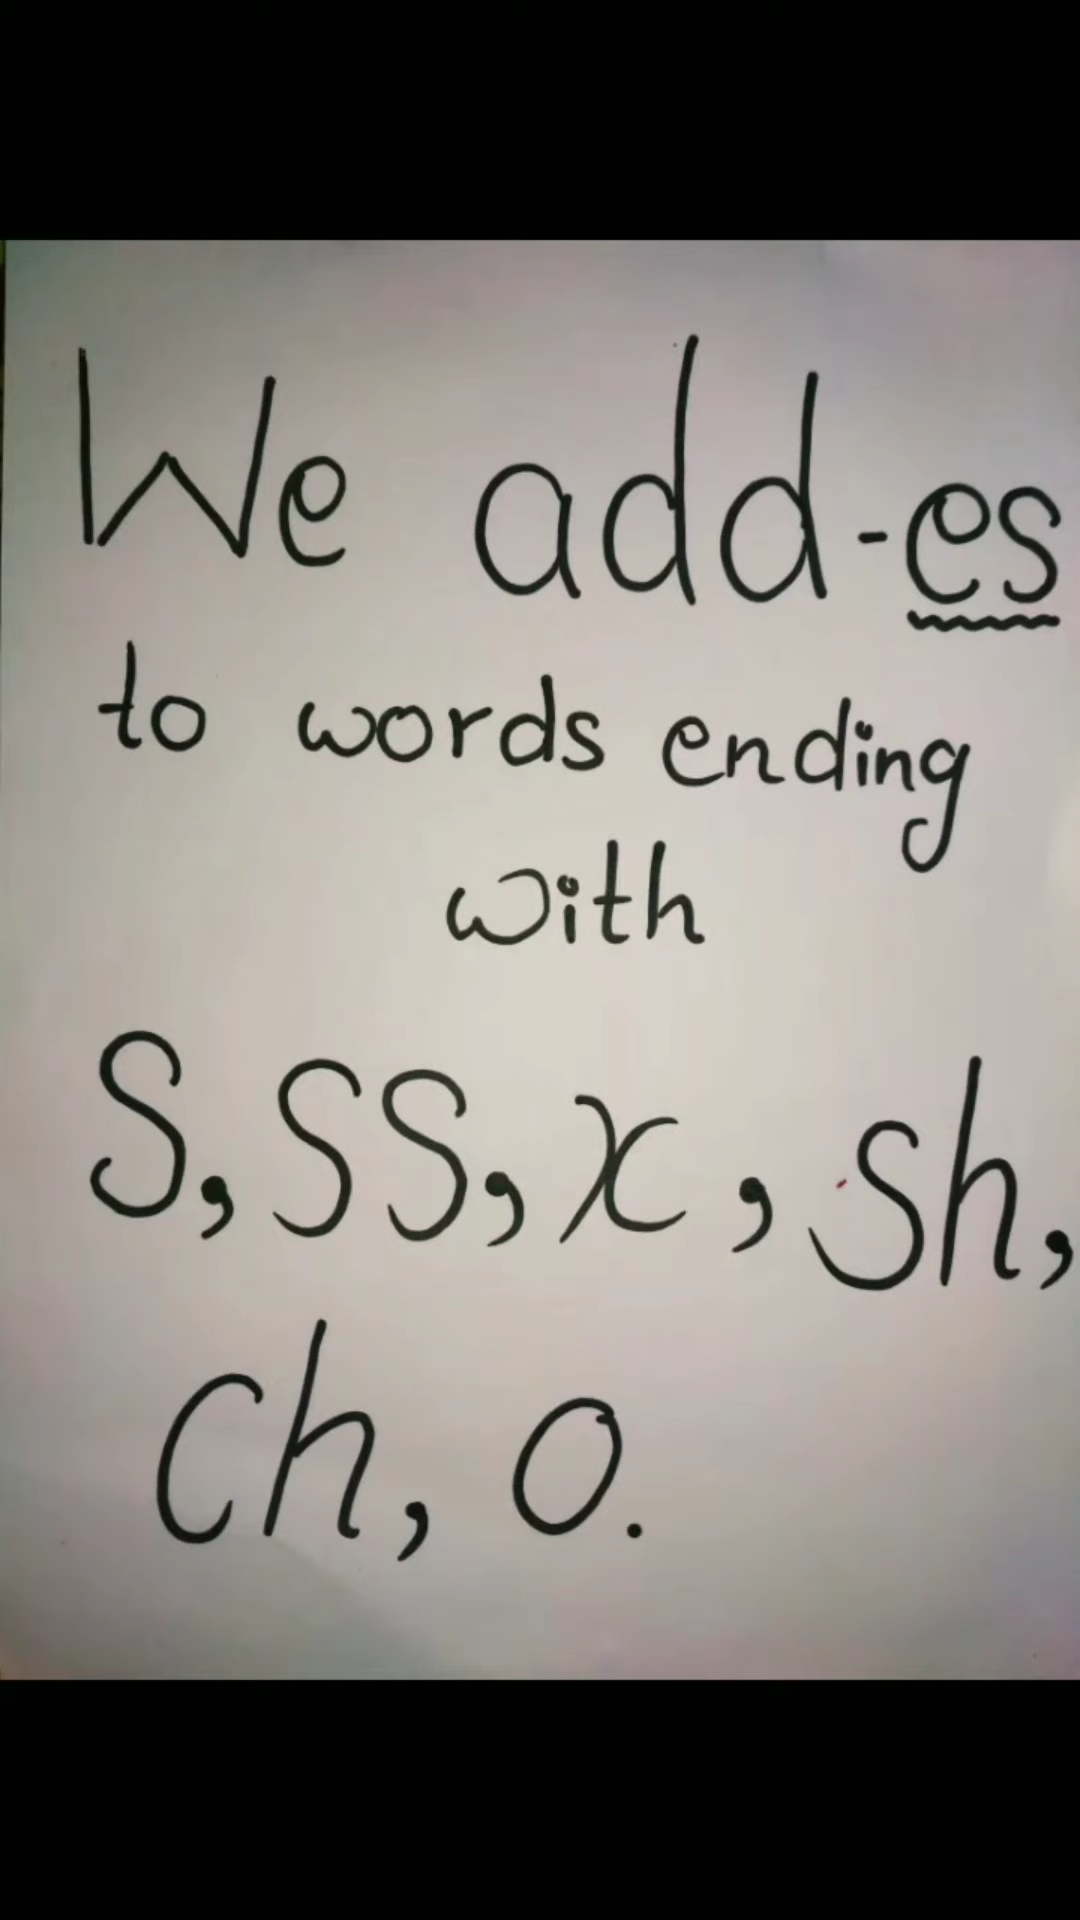 We add-es
to words ending
with
S, SS, x, sh,
ch, o.